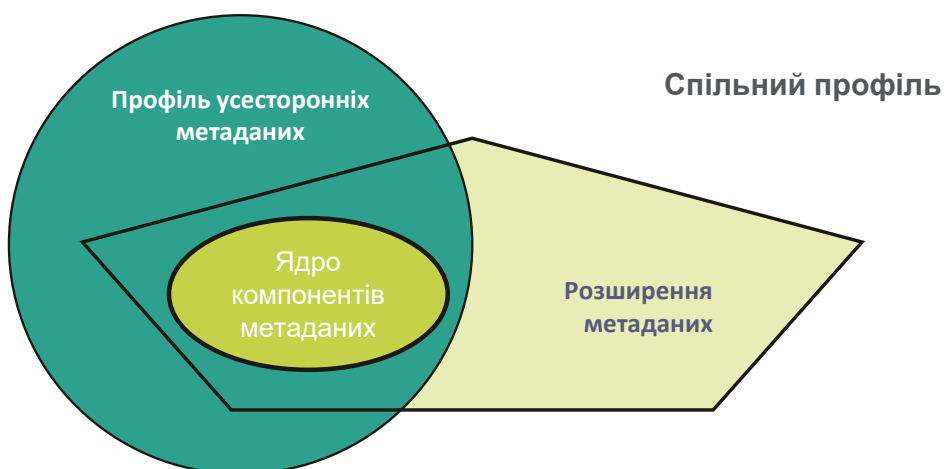 Профіль усесторонніх
метаданих
Спільний профіль
Ядро
компонентів
метаданих
Розширення
метаданих